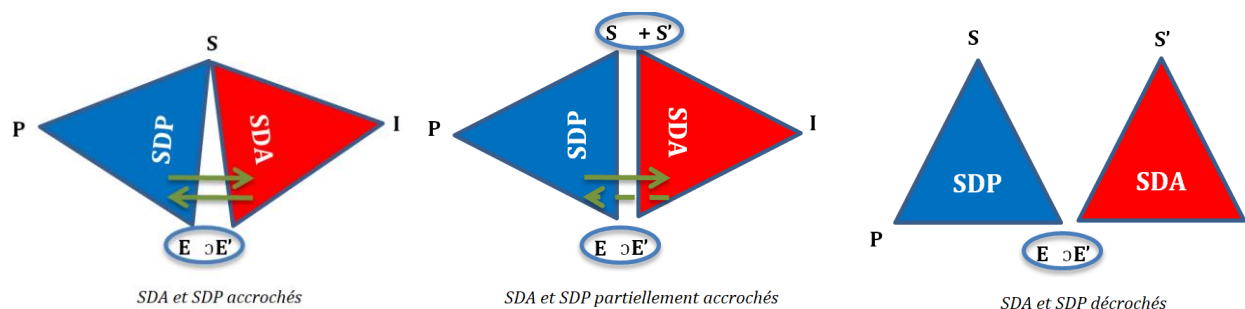 S
P
I
SDP
SDA
E ɔE’
SDA et SDP accrochés
S + S’
P
I
SDP
SDA
E ɔE’
SDA et SDP partiellement accrochés
S
S’
SDP
SDA
P
E ɔE’
SDA et SDP décrochés